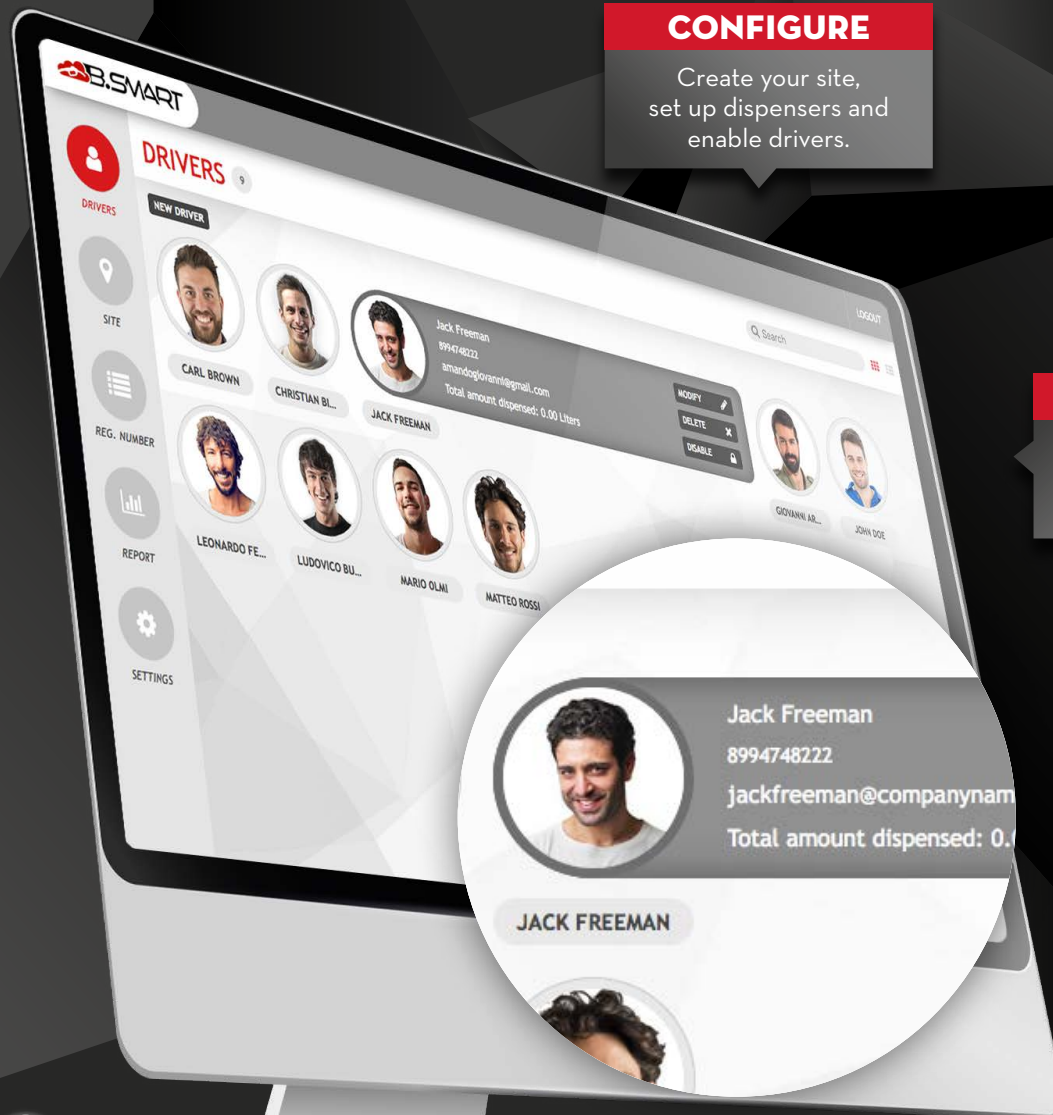 CONFIGURE
Create your site,
set up dispensers and
enable drivers.
B.SMART
LOGOUT
DRIVERS 9
Search
NEW DRIVER
DRIVERS
SITE
REG. NUMBER
REPORT
SETTINGS
CARL BROWN
CHRISTIAN BI...
JACK FREEMAN
Jack Freeman
8994748222
amandogiovanni@gmail.com
Total amount dispensed: 0.00 Liters
MODIFY
DELETE
DISABLE
GIOVANNI AR...
JOHN DOE
LEONARDO FE...
LUDOVICO BU...
MARIO OLMI
MATTEO ROSSI
Jack Freeman
8994748222
jackfreeman@companynam
Total amount dispensed: 0.
JACK FREEMAN